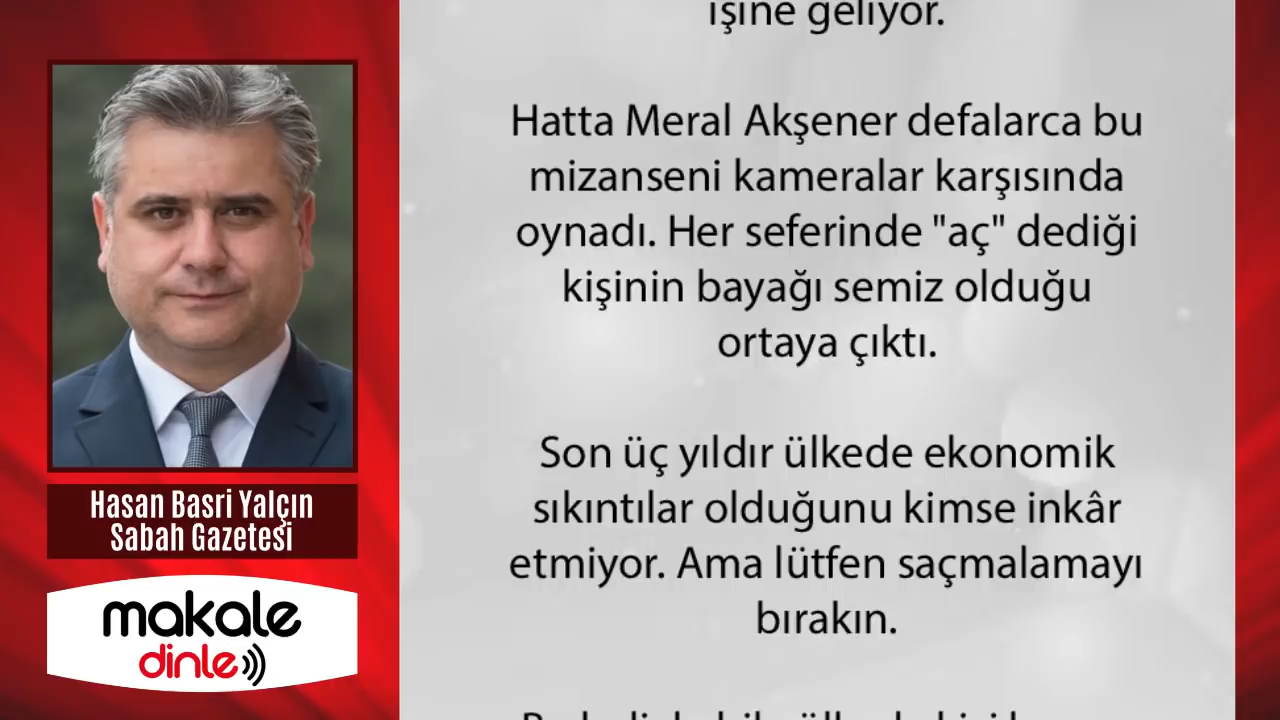 işine geliyor.
Hatta Meral Akşener defalarca bu
mizanseni kameralar karşısında
oynadı. Her seferinde "aç" dediği
kişinin bayağı semiz olduğu
ortaya çıktı.
Son üç yıldır ülkede ekonomik
sıkıntılar olduğunu kimse inkâr
etmiyor. Ama lütfen saçmalamayı
bırakın.
Hasan Basri Yalçın
Sabah Gazetesi
makale
dinle